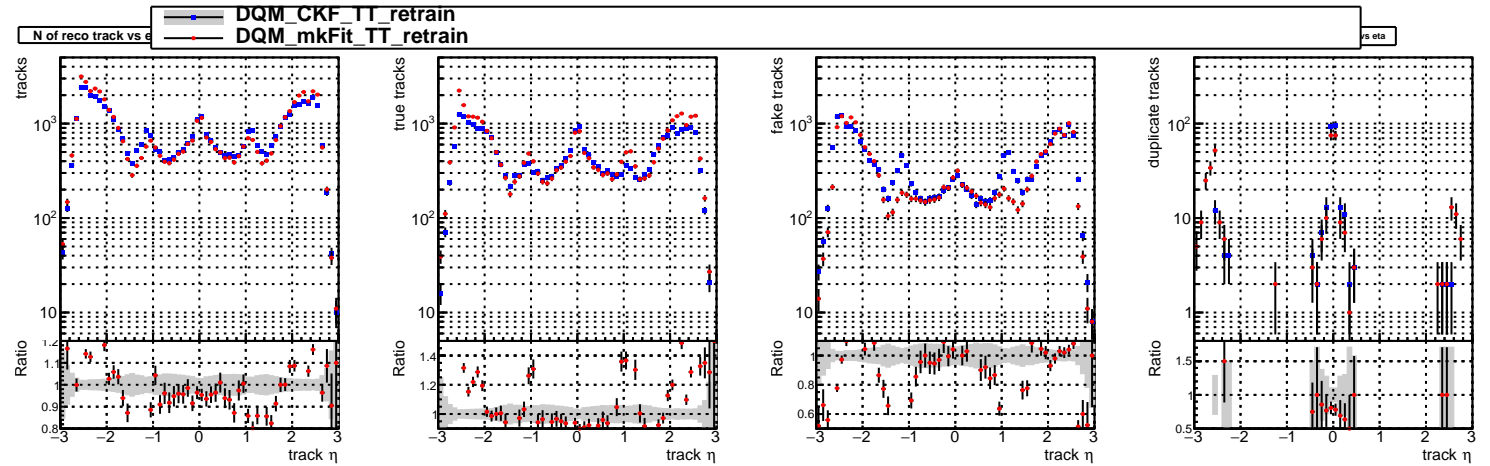 DQM_CKF_TT_retrain
DQM_mkFit_TT_retrain
N of reco track vs e
vs eta
tracks
10³
10²
10
Ratio
1.2
1.1
1
0.9
0.8
−3 −2 −1 0 1 2 3
track η
true tracks
10³
10²
10
Ratio
1.4
1.2
1
−3 −2 −1 0 1 2 3
track η
fake tracks
10³
10²
10
Ratio
1
0.8
0.6
−3 −2 −1 0 1 2 3
track η
duplicate tracks
10²
10
1
Ratio
1.5
1
0.5
−3 −2 −1 0 1 2 3
track η